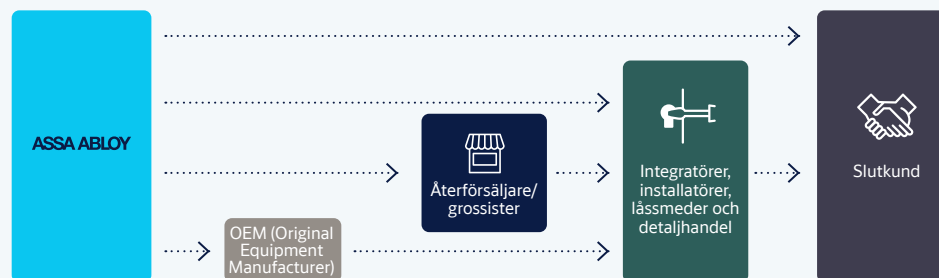 ASSA ABLOY
Återförsäljare/
grossister
OEM (Original
Equipment
Manufacturer)
Integratörer,
installatörer,
låssmeder och
detaljhandel
Slutkund